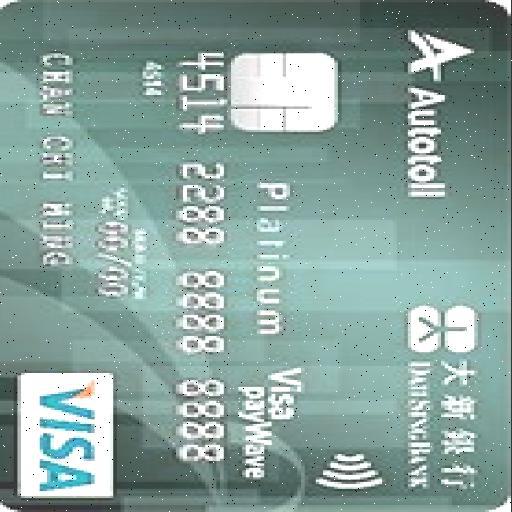 Autotoll
大新銀行
DAH SING BANK
Platinum
Visa
payWave
4514 2288 8888 8888
4514
00/00
CHAN CHI MING
VISA